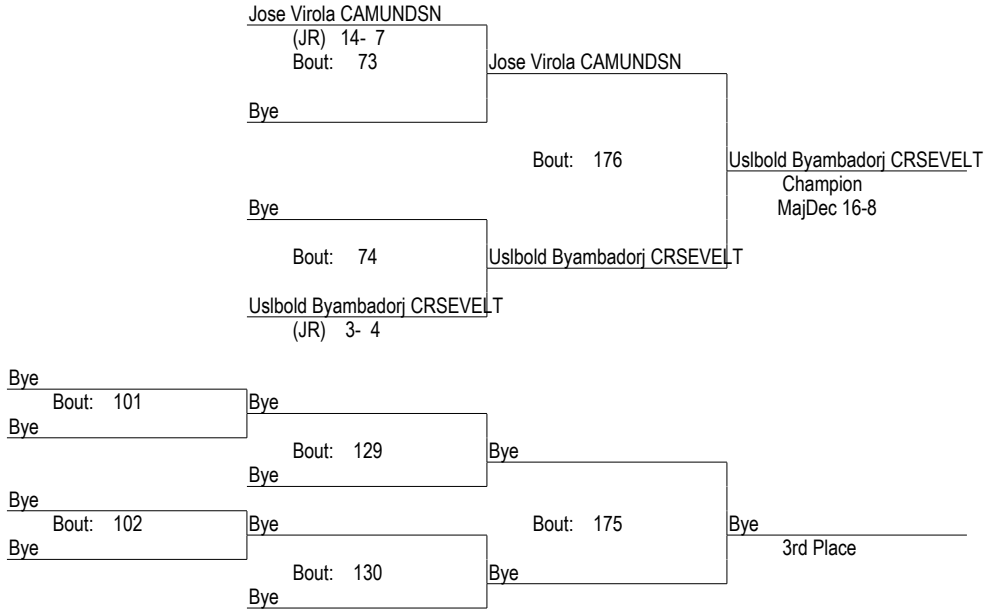 Jose Virola CAMUNDSN
(JR) 14- 7
Bout: 73
Jose Virola CAMUNDSN
Bye
Bout: 176
Uslbold Byambadorj CRSEVELT
Champion
MajDec 16-8
Bye
Bout: 74
Uslbold Byambadorj CRSEVELT
Uslbold Byambadorj CRSEVELT
(JR) 3- 4
Bye
Bout: 101
Bye
Bye
Bout: 129
Bye
Bye
Bye
Bout: 102
Bye
Bout: 175
Bye
Bye
3rd Place
Bout: 130
Bye
Bye